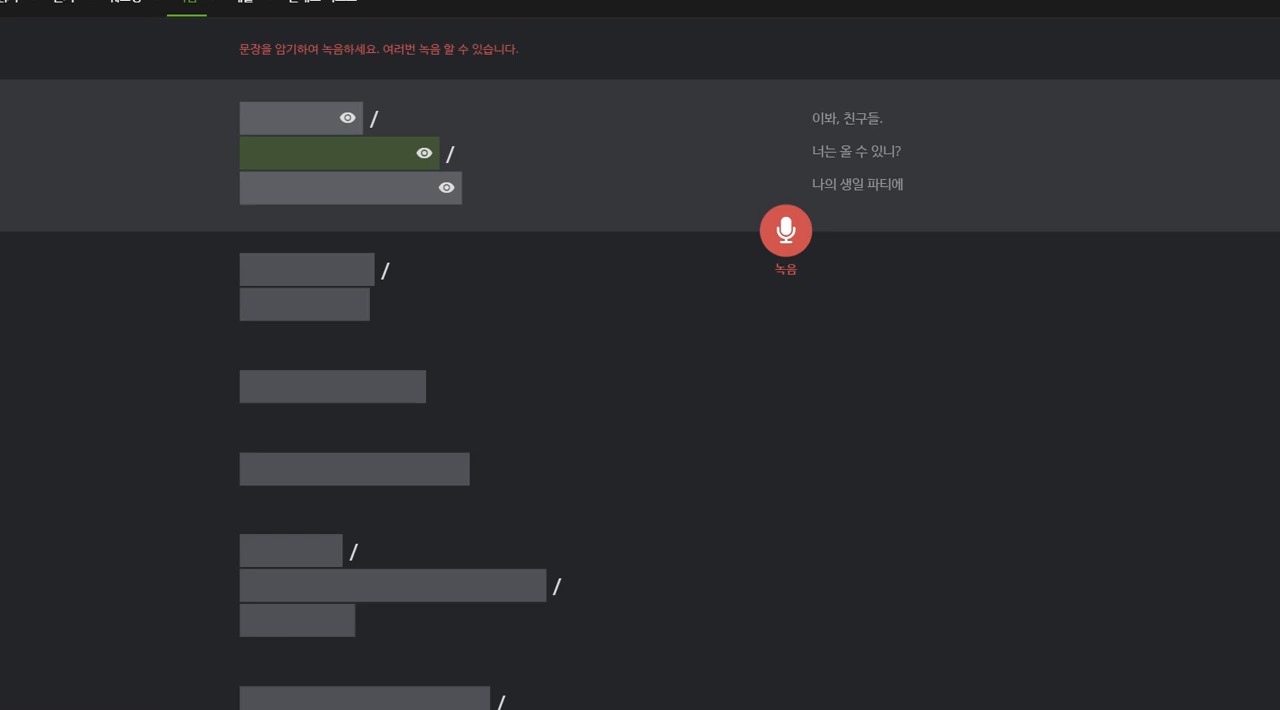 문장을 암기하여 녹음하세요. 여러번 녹음 할 수 있습니다.
/
이봐, 친구들.
/
너는 올 수 있니?
나의 생일 파티에
녹음
/
/
/
/